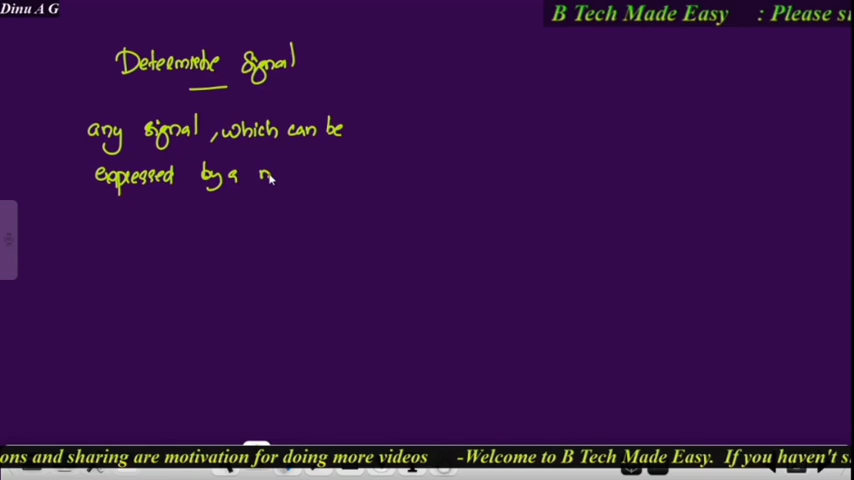 Dinu A G
B Tech Made Easy : Please s
Determinstic Signal
any signal, which can be
expressed by a m
ons and sharing are motivation for doing more videos -Welcome to B Tech Made Easy. If you haven't s